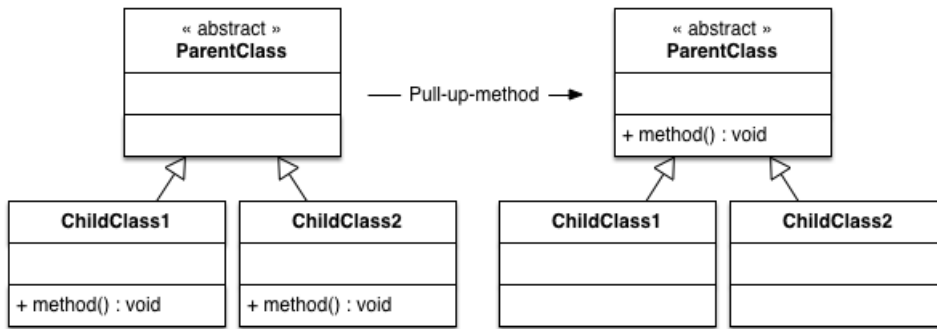 « abstract »
ParentClass
Pull-up-method
« abstract »
ParentClass
+ method() : void
ChildClass1
+ method() : void
ChildClass2
+ method() : void
ChildClass1
ChildClass2